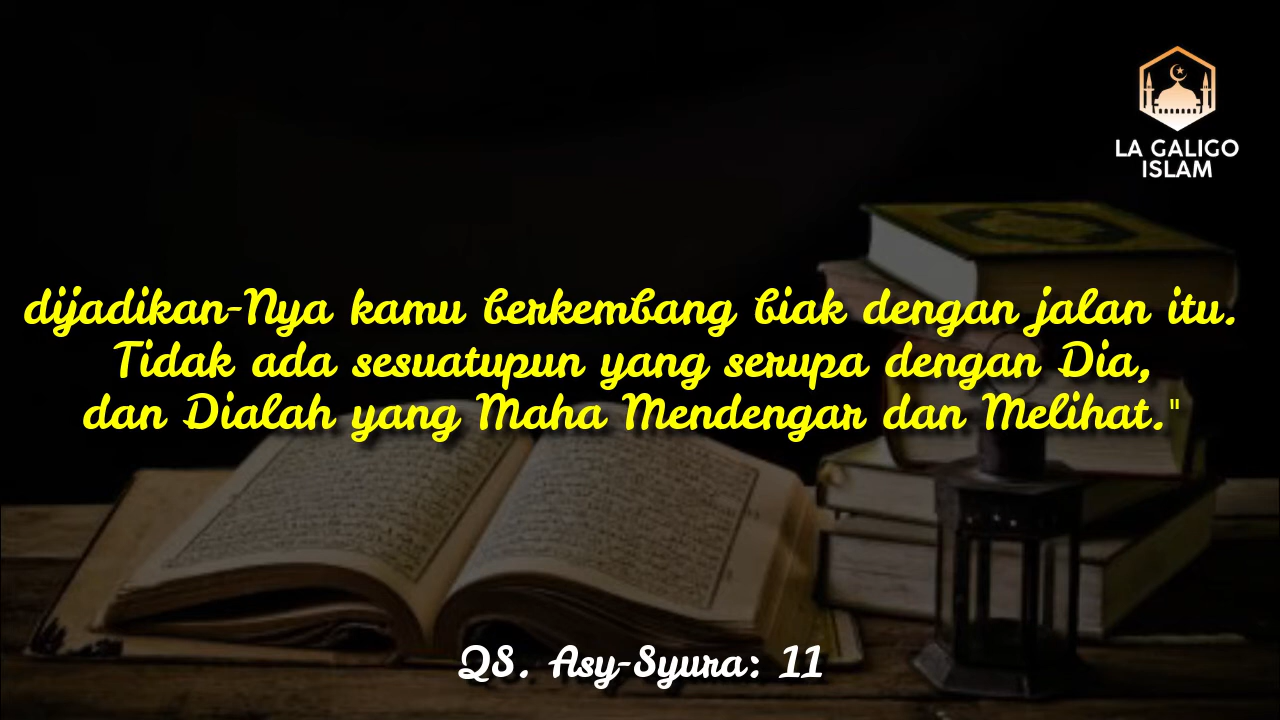 LA GALIGO
ISLAM
dijadikan-Nya kamu berkembang biak dengan jalan itu.
Tidak ada sesuatupun yang serupa dengan Dia,
dan Dialah yang Maha Mendengar dan Melihat."
QS. Asy-Syura: 11